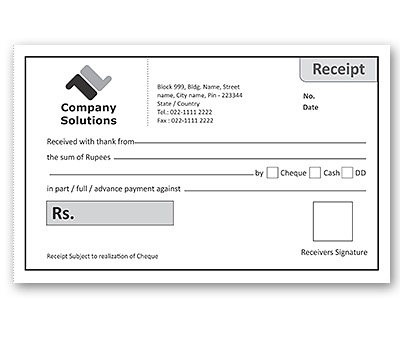 Receipt
Company
Solutions
Block 999, Bldg. Name, Street
name, City name, Pin - 223344
State / Country
Tel.: 022-1111 2222
Fax : 022-1111 2222
No.
Date
Received with thank from
the sum of Rupees
by Cheque Cash DD
in part / full / advance payment against
Rs.
Receipt Subject to realization of Cheque
Receivers Signature